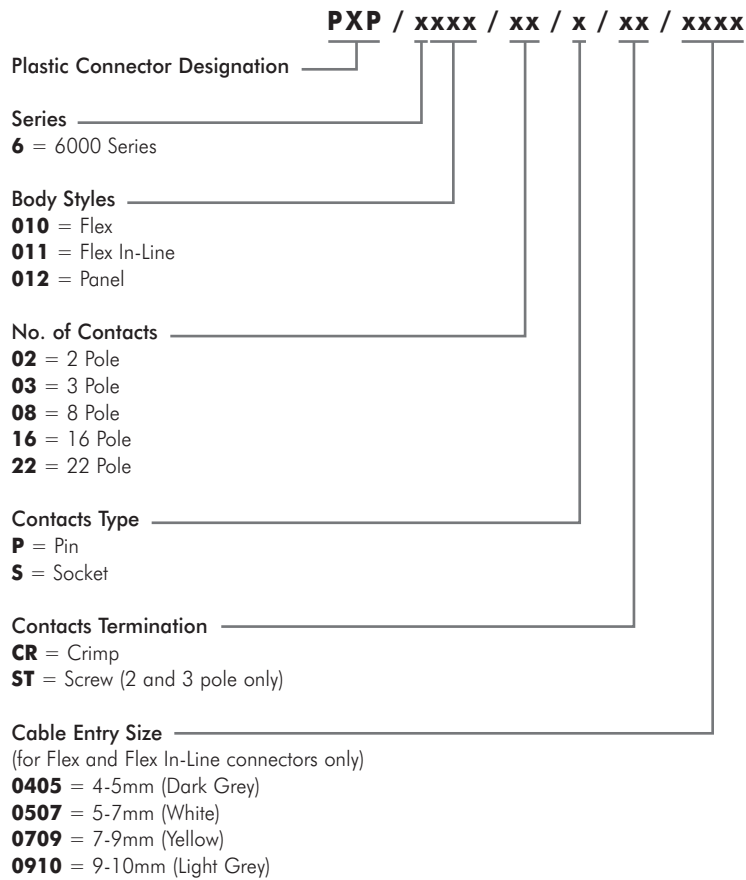 PXP / xxxx / xx / x / xx / xxxx
Plastic Connector Designation
Series
6 = 6000 Series
Body Styles
010 = Flex
011 = Flex In-Line
012 = Panel
No. of Contacts
02 = 2 Pole
03 = 3 Pole
08 = 8 Pole
16 = 16 Pole
22 = 22 Pole
Contacts Type
P = Pin
S = Socket
Contacts Termination
CR = Crimp
ST = Screw (2 and 3 pole only)
Cable Entry Size
(for Flex and Flex In-Line connectors only)
0405 = 4-5mm (Dark Grey)
0507 = 5-7mm (White)
0709 = 7-9mm (Yellow)
0910 = 9-10mm (Light Grey)